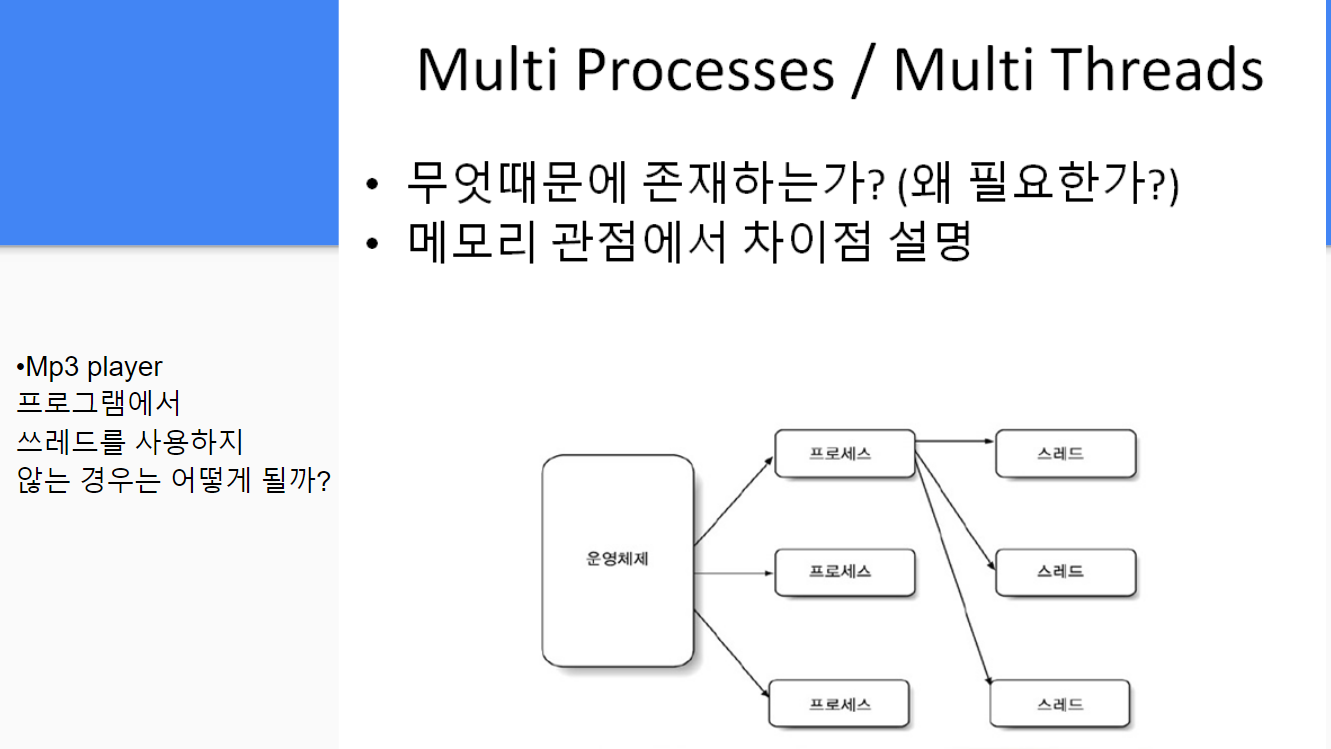 Multi Processes / Multi Threads
• 무엇때문에 존재하는가? (왜 필요한가?)
• 메모리 관점에서 차이점 설명
•Mp3 player
프로그램에서
쓰레드를 사용하지
않는 경우는 어떻게 될까?
운영체제
프로세스
스레드
프로세스
스레드
프로세스
스레드